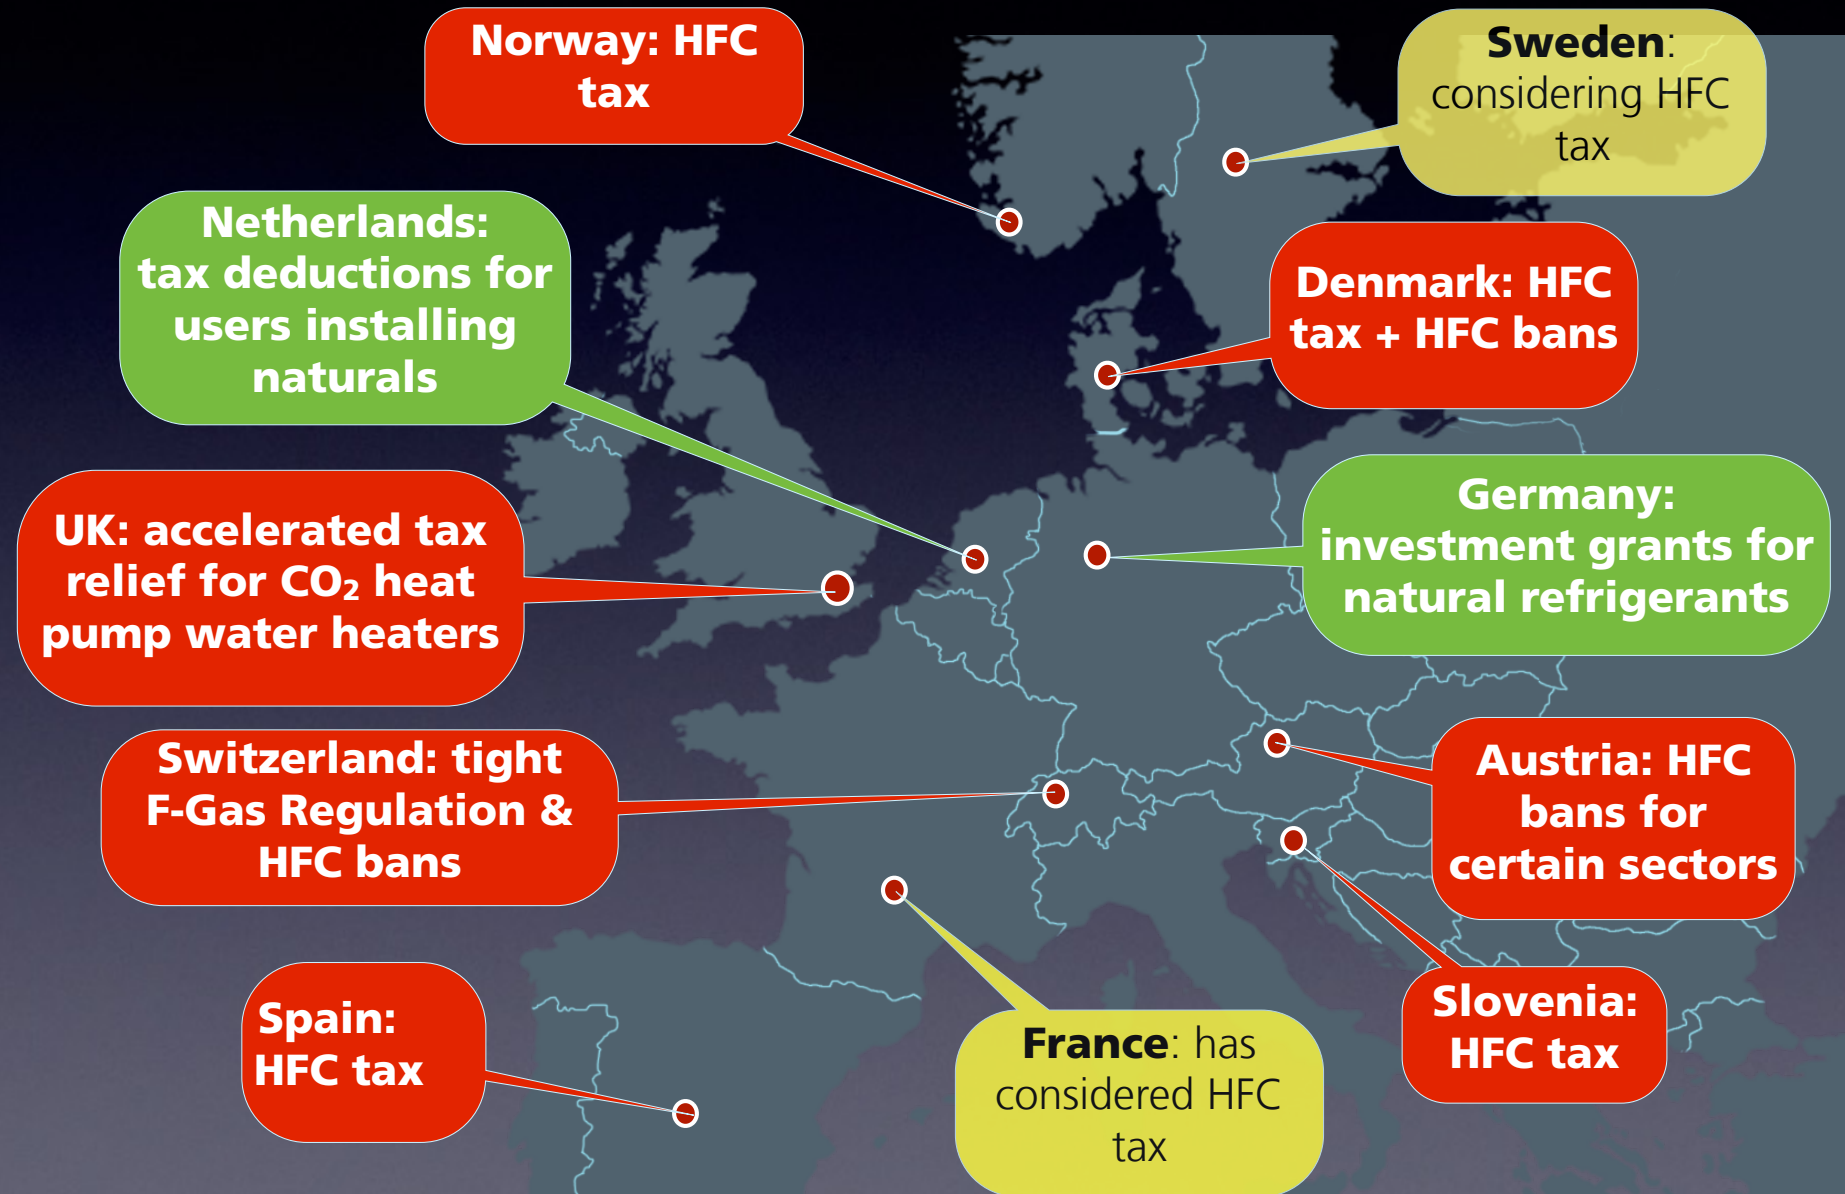 Norway: HFC
tax
Sweden:
considering HFC
tax
Netherlands:
tax deductions for
users installing
naturals
Denmark: HFC
tax + HFC bans
UK: accelerated tax
relief for CO₂ heat
pump water heaters
Germany:
investment grants for
natural refrigerants
Switzerland: tight
F-Gas Regulation &
HFC bans
Austria: HFC
bans for
certain sectors
Spain:
HFC tax
France: has
considered HFC
tax
Slovenia:
HFC tax